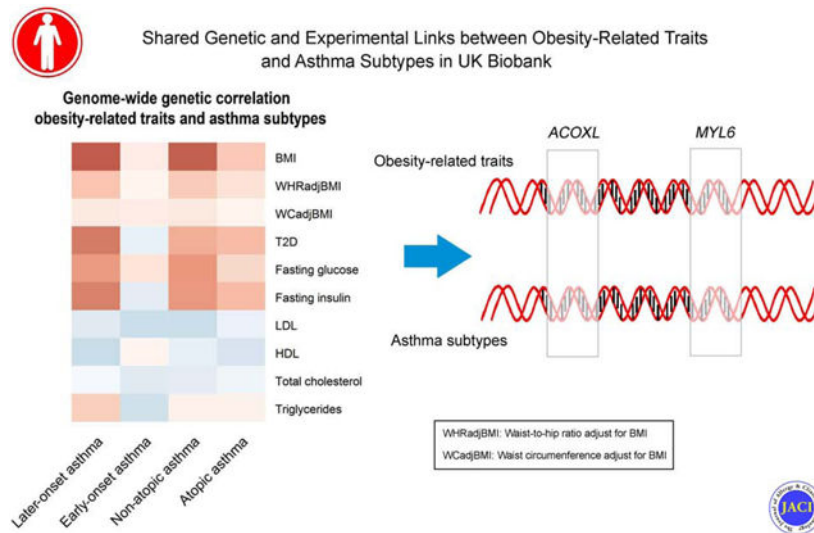 Shared Genetic and Experimental Links between Obesity-Related Traits
and Asthma Subtypes in UK Biobank
Genome-wide genetic correlation
obesity-related traits and asthma subtypes
BMI
WHRadjBMI
WCadjBMI
T2D
Fasting glucose
Fasting insulin
LDL
HDL
Total cholesterol
Triglycerides
Later-onset asthma
Early-onset asthma
Non-atopic asthma
Atopic asthma
ACOXL
MYL6
Obesity-related traits
Asthma subtypes
WHRadjBMI: Waist-to-hip ratio adjust for BMI
WCadjBMI: Waist circumenference adjust for BMI
JACI